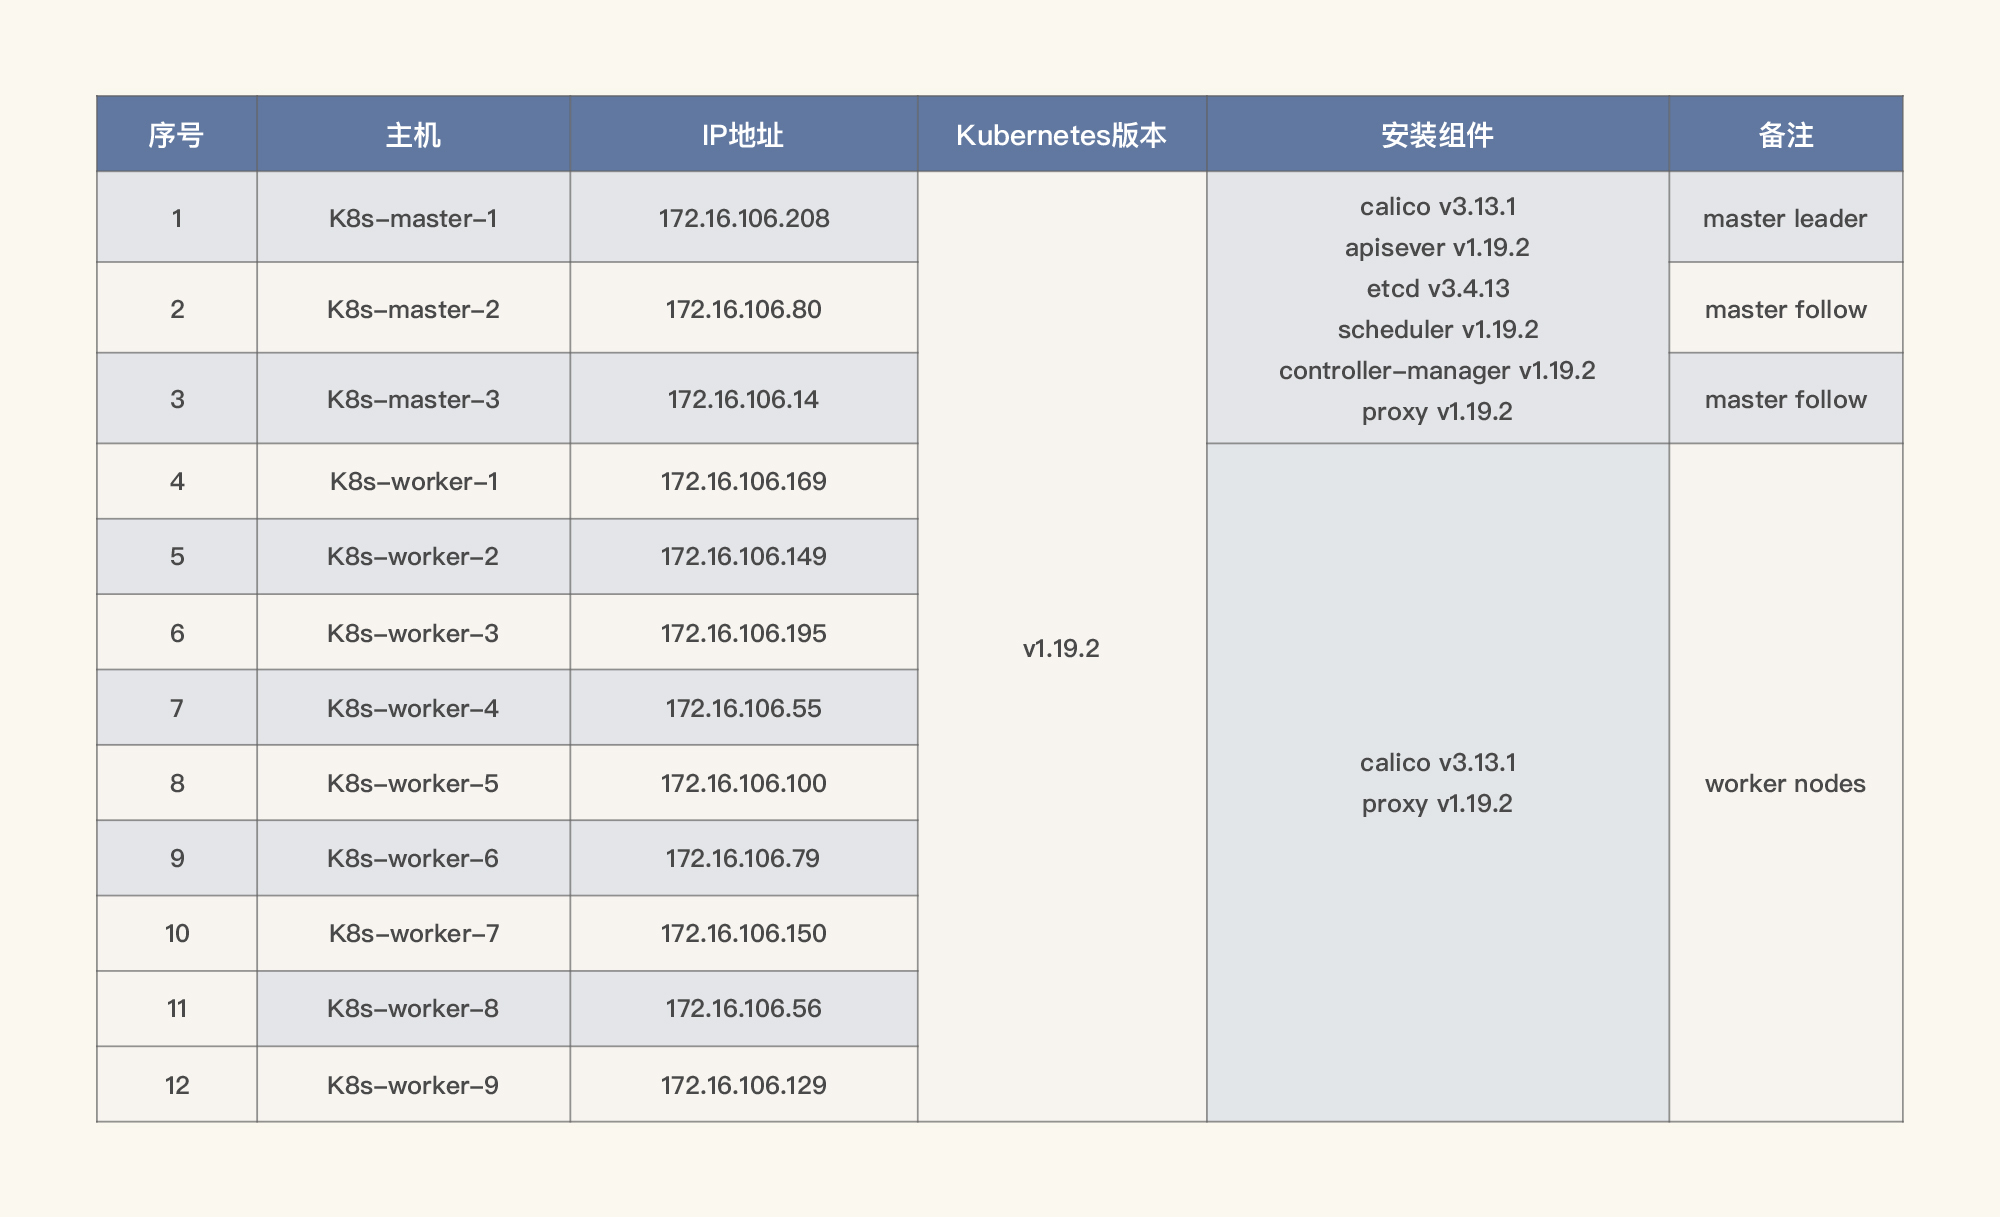 序号 主机 IP地址 Kubernetes版本 安装组件 备注
1 K8s-master-1 172.16.106.208 master leader
2 K8s-master-2 172.16.106.80 master follow
3 K8s-master-3 172.16.106.14 master follow
calico v3.13.1
apisever v1.19.2
etcd v3.4.13
scheduler v1.19.2
controller-manager v1.19.2
proxy v1.19.2
4 K8s-worker-1 172.16.106.169
5 K8s-worker-2 172.16.106.149
6 K8s-worker-3 172.16.106.195
v1.19.2
7 K8s-worker-4 172.16.106.55
8 K8s-worker-5 172.16.106.100
calico v3.13.1
proxy v1.19.2
worker nodes
9 K8s-worker-6 172.16.106.79
10 K8s-worker-7 172.16.106.150
11 K8s-worker-8 172.16.106.56
12 K8s-worker-9 172.16.106.129